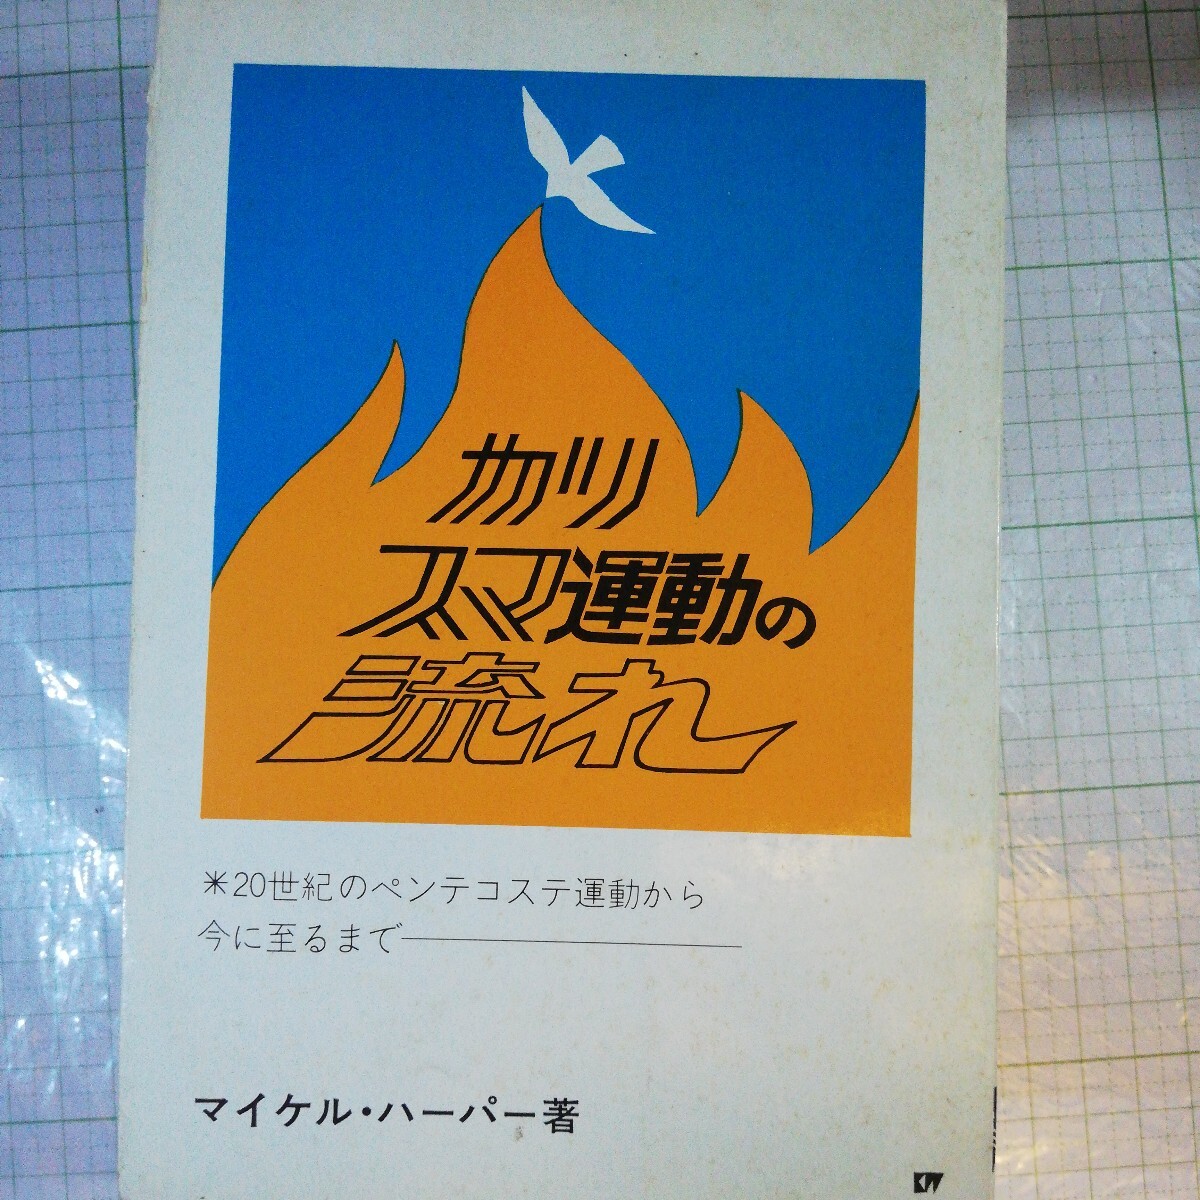 カリ
スマ運動の
流れ
＊20世紀のペンテコステ運動から
今に至るまで――――――
マイケル・ハーパー著